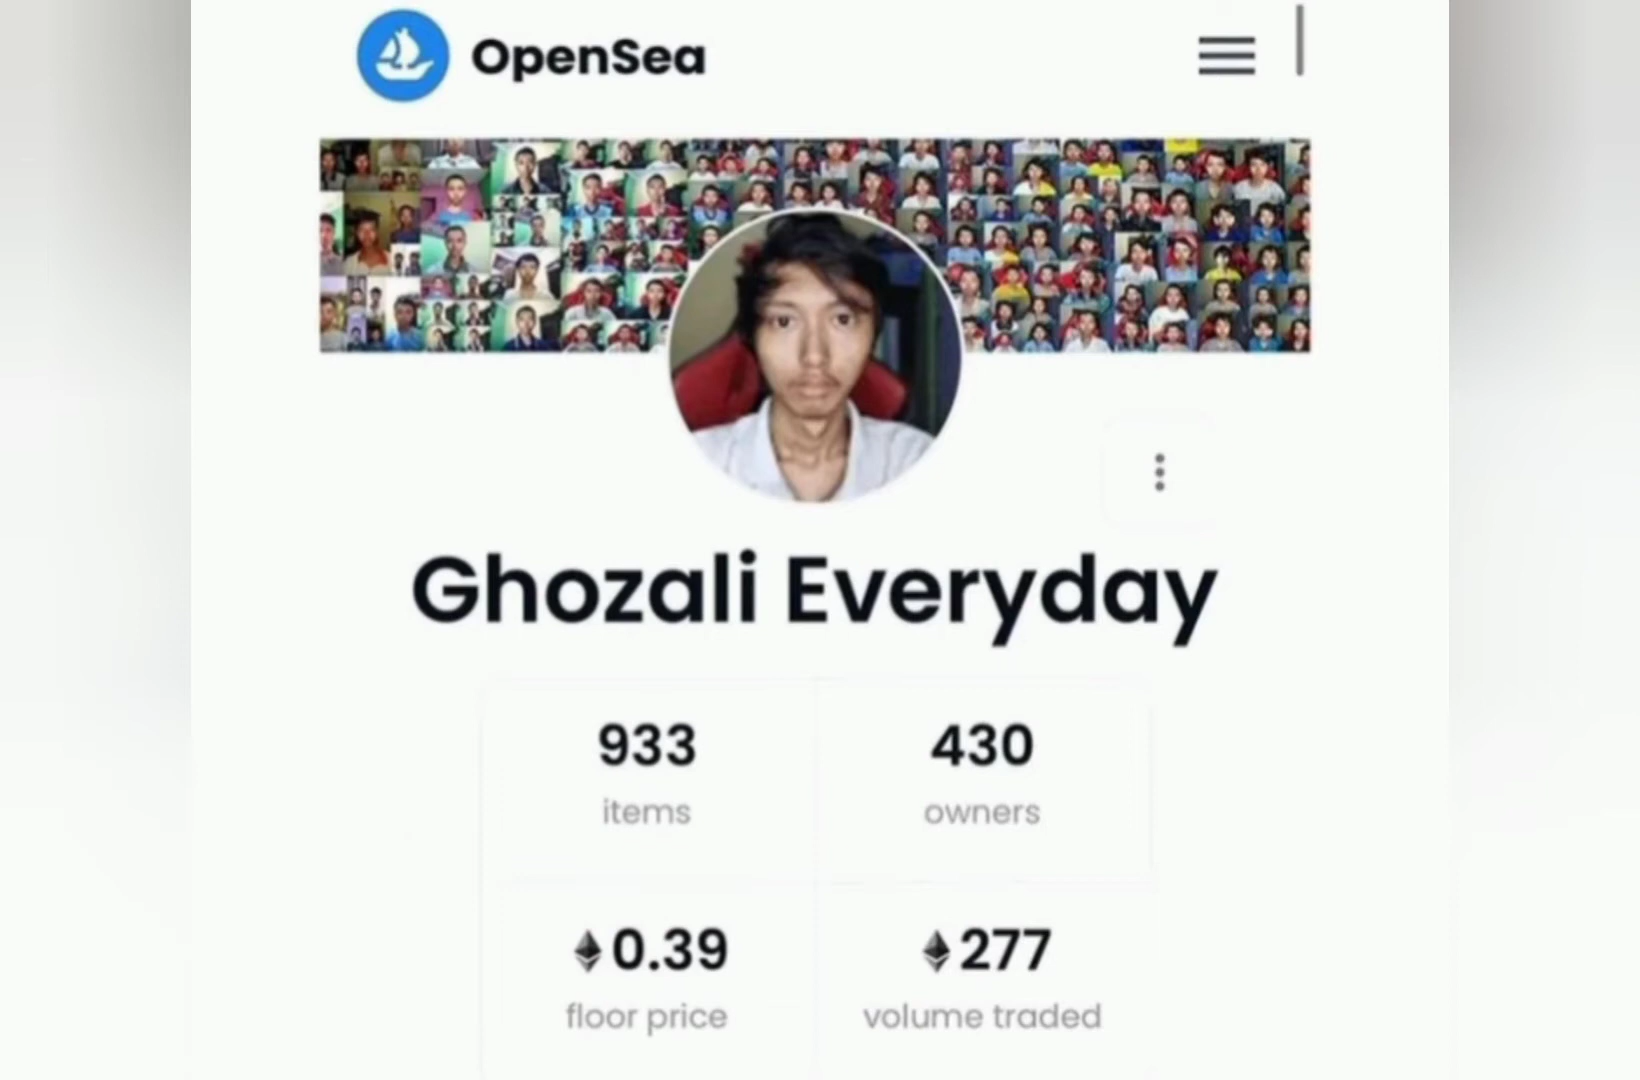 OpenSea
Ghozali Everyday
933
items
430
owners
0.39
floor price
277
volume traded